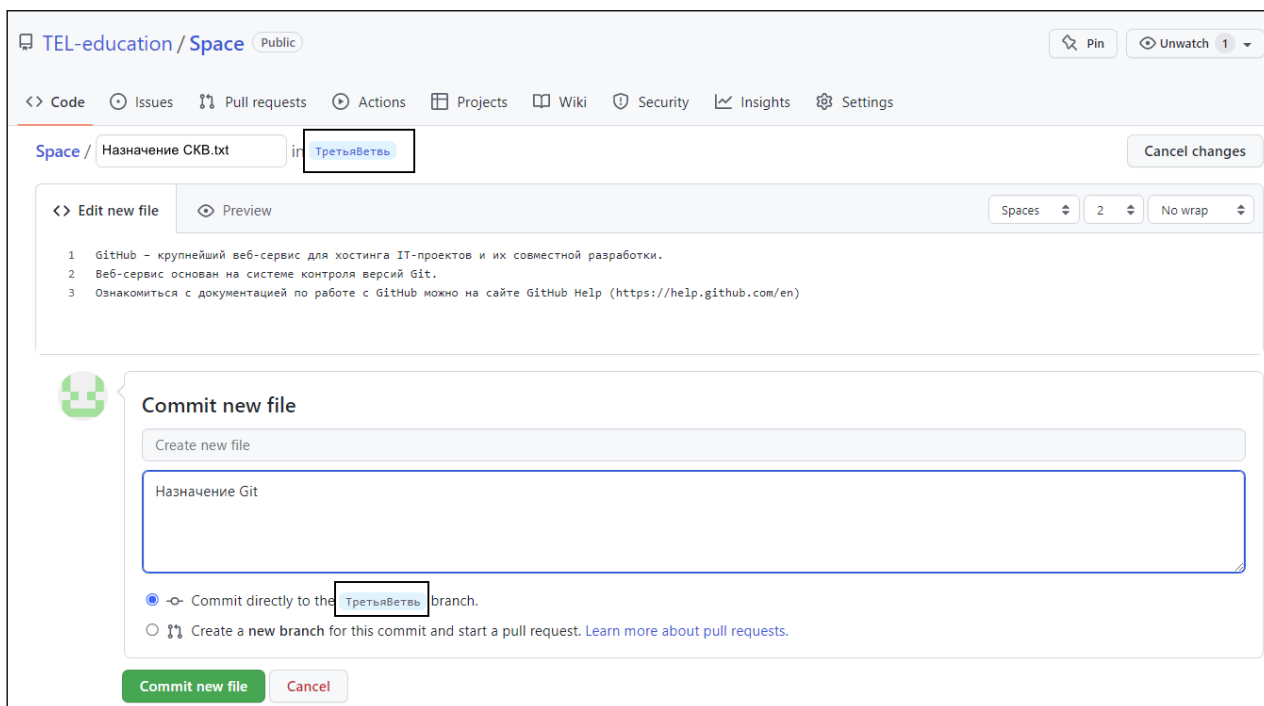 TEL-education / Space Public Pin Unwatch 1
Code Issues Pull requests Actions Projects Wiki Security Insights Settings
Space / Назначение СКВ.txt in ТретьяВетвь Cancel changes
Edit new file Preview Spaces 2 No wrap
1 GitHub – крупнейший веб-сервис для хостинга IT-проектов и их совместной разработки.
2 Веб-сервис основан на системе контроля версий Git.
3 Ознакомиться с документацией по работе с GitHub можно на сайте GitHub Help (https://help.github.com/en)
Commit new file
Create new file
Назначение Git
Commit directly to the ТретьяВетвь branch.
Create a new branch for this commit and start a pull request. Learn more about pull requests.
Commit new file Cancel